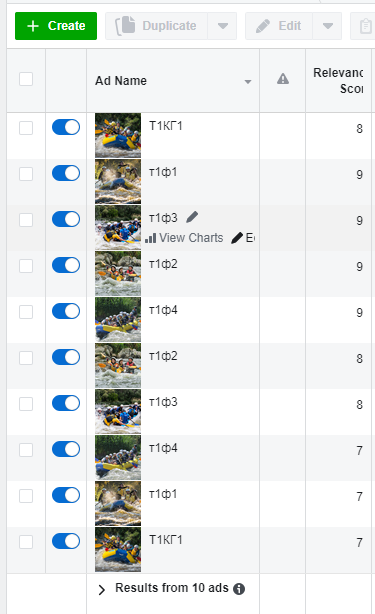 + Create
Duplicate
Edit
Ad Name
Relevanc
Scor
Т1КГ1
8
т1ф1
9
т1ф3
9
View Charts
т1ф2
9
т1ф4
9
т1ф2
8
т1ф3
8
т1ф4
7
т1ф1
7
Т1КГ1
7
Results from 10 ads